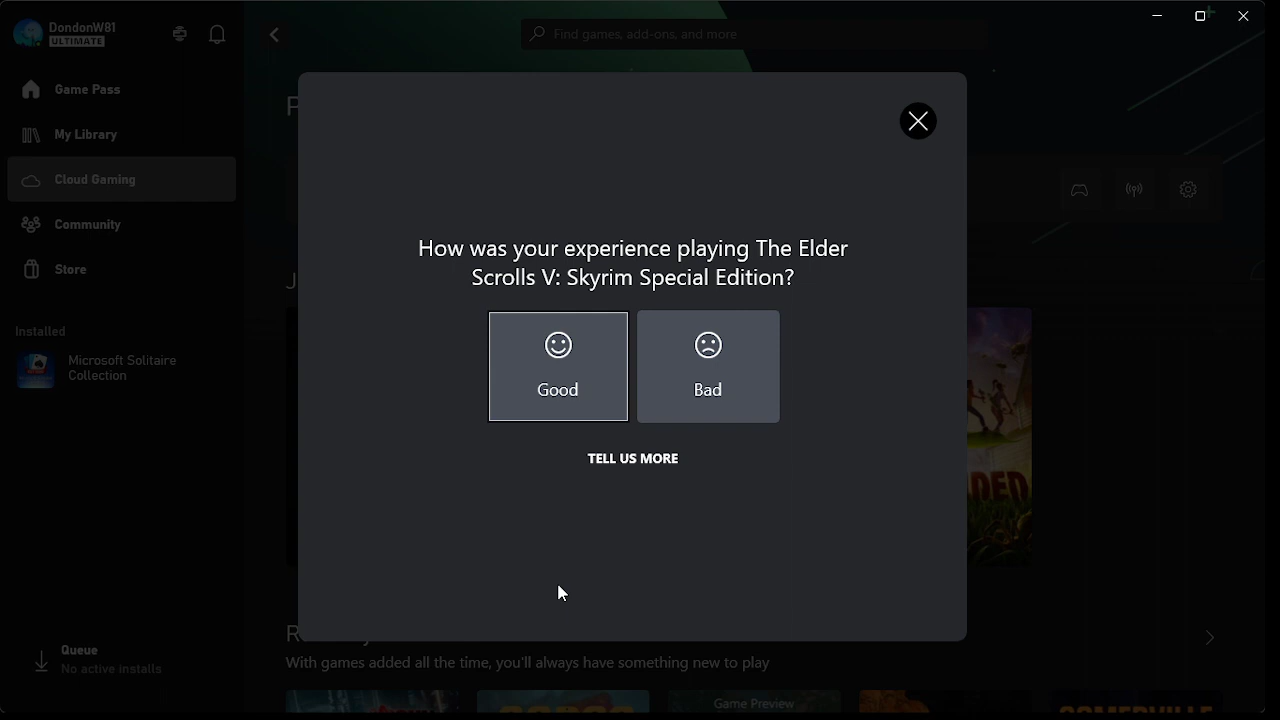 DondonW81
ULTIMATE
Find games, add-ons, and more
Game Pass
My Library
Cloud Gaming
Community
Store
Installed
Microsoft Solitaire
Collection
How was your experience playing The Elder
Scrolls V: Skyrim Special Edition?
Good
Bad
TELL US MORE
Queue
No active installs
With games added all the time, you'll always have something new to play
Game Preview
SOMERVILLE